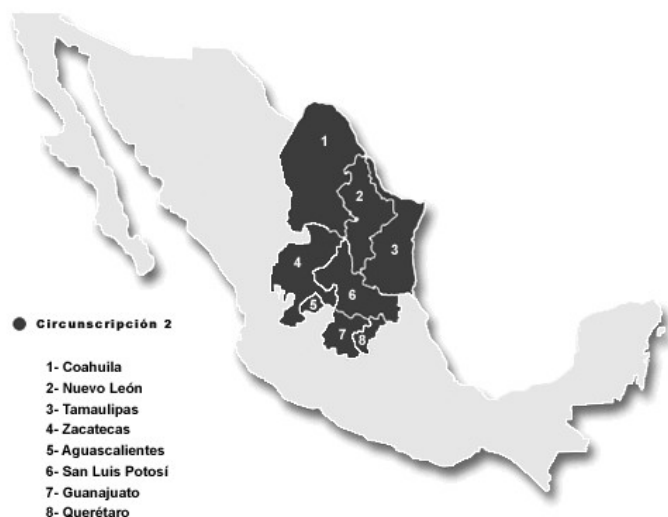 1
2
3
4
5
6
7
8
Circunscripción 2
1- Coahuila
2- Nuevo León
3- Tamaulipas
4- Zacatecas
5- Aguascalientes
6- San Luis Potosí
7- Guanajuato
8- Querétaro